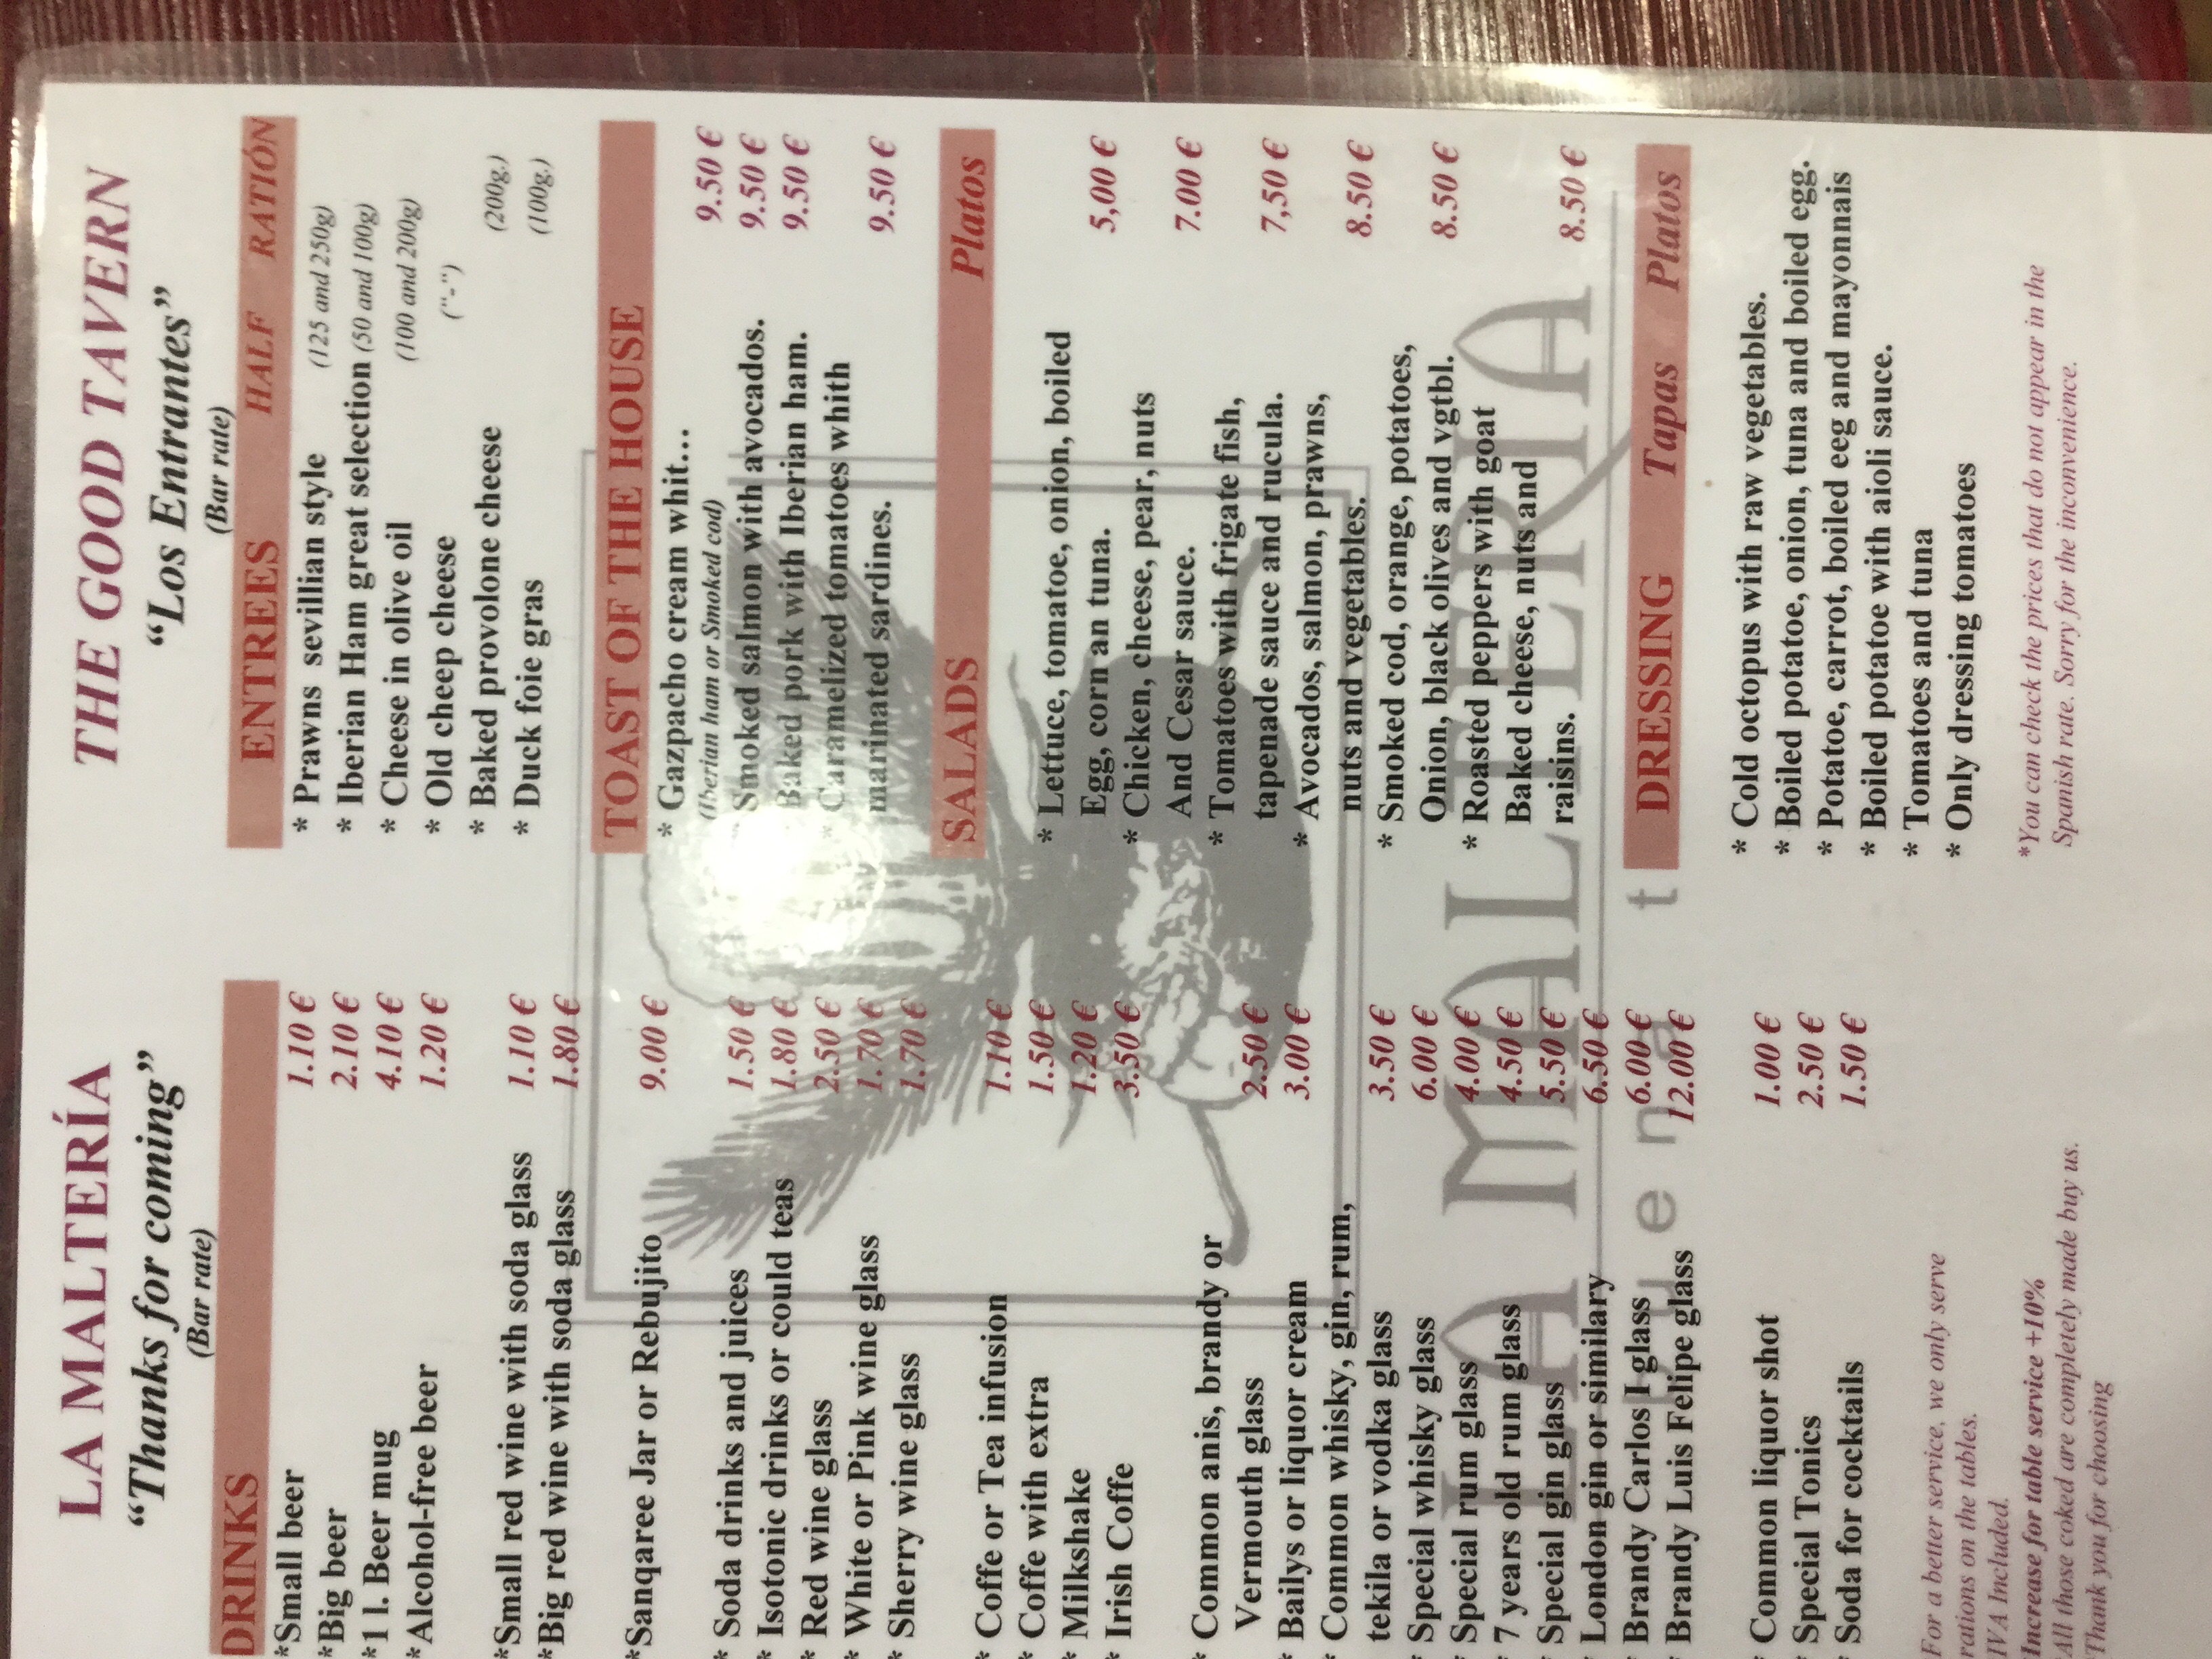 LA MALTERÍA
“Thanks for coming”
(Bar rate)
DRINKS
*Small beer 1.10 €
*Big beer 2.10 €
*1 l. Beer mug 4.10 €
*Alcohol-free beer 1.20 €
*Small red wine with soda glass 1.10 €
*Big red wine with soda glass 1.80 €
*Sanqaree Jar or Rebujito 9.00 €
* Soda drinks and juices 1.50 €
* Isotonic drinks or could teas 1.80 €
* Red wine glass 2.50 €
* White or Pink wine glass 1.70 €
* Sherry wine glass 1.70 €
* Coffe or Tea infusion 1.10 €
* Coffe with extra 1.50 €
* Milkshake 1.20 €
* Irish Coffe 3.50 €
* Common anis, brandy or
Vermouth glass 2.50 €
* Bailys or liquor cream 3.00 €
* Common whisky, gin, rum,
tekila or vodka glass 3.50 €
* Special whisky glass 6.00 €
* Special rum glass 4.00 €
* 7 years old rum glass 4.50 €
* Special gin glass 5.50 €
* London gin or similary 6.50 €
* Brandy Carlos I glass 6.00 €
* Brandy Luis Felipe glass 12.00 €
* Common liquor shot 1.00 €
* Special Tonics 2.50 €
* Soda for cocktails 1.50 €
*For a better service, we only serve
rations on the tables.
IVA Included.
*Increase for table service +10%
*All those coked are completely made buy us.
*Thank you for choosing
THE GOOD TAVERN
“Los Entrantes”
(Bar rate)
ENTREES HALF RATIÓN
* Prawns sevillian style (125 and 250g)
* Iberian Ham great selection (50 and 100g)
* Cheese in olive oil (100 and 200g)
* Old cheep cheese ("-")
* Baked provolone cheese (200g.)
* Duck foie gras (100g.)
TOAST OF THE HOUSE
* Gazpacho cream whit…
(Iberian ham or Smoked cod) 9.50 €
* Smoked salmon with avocados. 9.50 €
* Baked pork with Iberian ham. 9.50 €
* Caramelized tomatoes whith
marinated sardines. 9.50 €
SALADS Platos
* Lettuce, tomatoe, onion, boiled
Egg, corn an tuna. 5,00 €
* Chicken, cheese, pear, nuts
And Cesar sauce. 7.00 €
* Tomatoes with frigate fish,
tapenade sauce and rucula. 7,50 €
* Avocados, salmon, prawns,
nuts and vegetables. 8.50 €
* Smoked cod, orange, potatoes,
Onion, black olives and vgtbl. 8.50 €
* Roasted peppers with goat
Baked cheese, nuts and
raisins. 8.50 €
DRESSING Tapas Platos
* Cold octopus with raw vegetables.
* Boiled potatoe, onion, tuna and boiled egg.
* Potatoe, carrot, boiled eeg and mayonnais
* Boiled potatoe with aioli sauce.
* Tomatoes and tuna
* Only dressing tomatoes
*You can check the prices that do not appear in the
Spanish rate. Sorry for the inconvenience.
LA MALTERIA